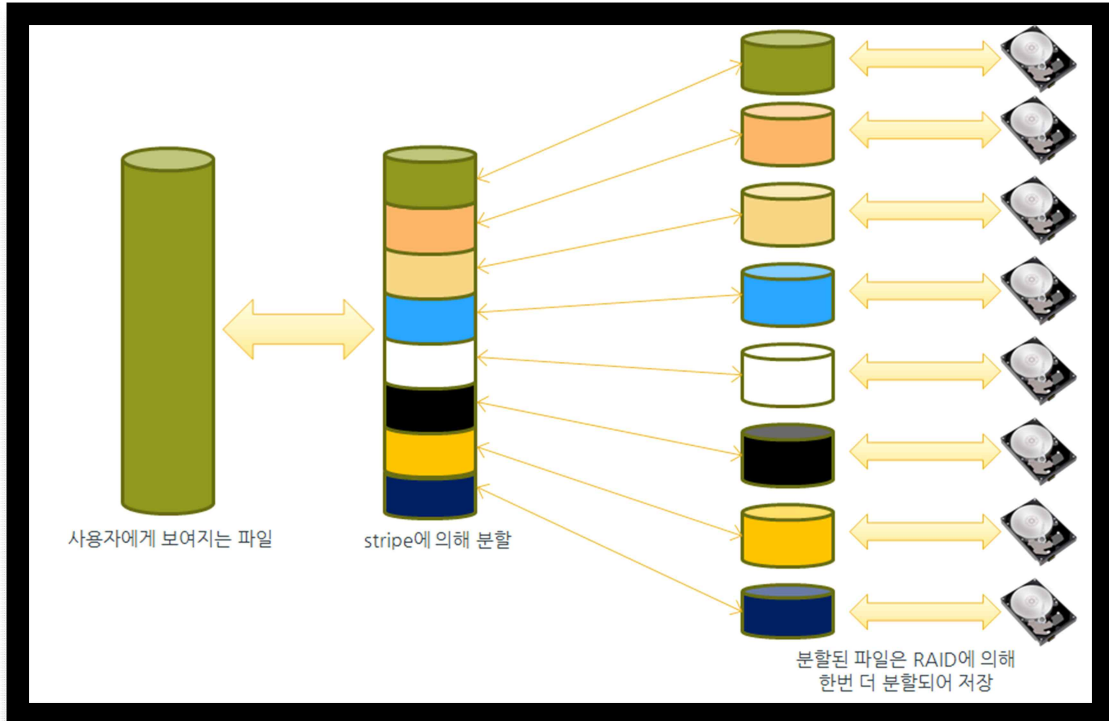 사용자에게 보여지는 파일
stripe에 의해 분할
분할된 파일은 RAID에 의해
한번 더 분할되어 저장